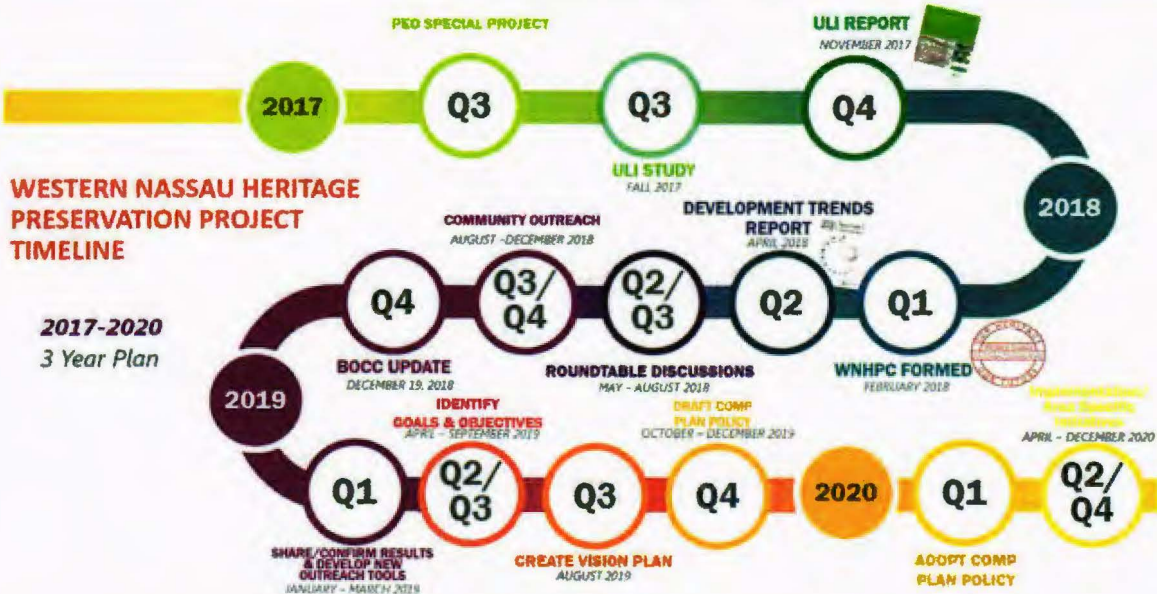 PEO SPECIAL PROJECT
ULI REPORT
NOVEMBER 2017
2017
Q3
Q3
Q4
ULI STUDY
FALL 2017
WESTERN NASSAU HERITAGE
PRESERVATION PROJECT
TIMELINE
2017-2020
3 Year Plan
2018
WNHPC FORMED
FEBRUARY 2018
Q1
DEVELOPMENT TRENDS
REPORT
APRIL 2018
Q2
Q2/
Q3
ROUNDTABLE DISCUSSIONS
MAY - AUGUST 2018
COMMUNITY OUTREACH
AUGUST -DECEMBER 2018
Q3/
Q4
Q4
BOCC UPDATE
DECEMBER 19, 2018
2019
Q1
SHARE/CONFIRM RESULTS
& DEVELOP NEW
OUTREACH TOOLS
JANUARY - MARCH 2019
IDENTIFY
GOALS & OBJECTIVES
APRIL - SEPTEMBER 2019
Q2/
Q3
Q3
CREATE VISION PLAN
AUGUST 2019
DRAFT COMP
PLAN POLICY
OCTOBER - DECEMBER 2019
Q4
2020
Q1
ADOPT COMP
PLAN POLICY
APRIL - DECEMBER 2020
Q2/
Q4